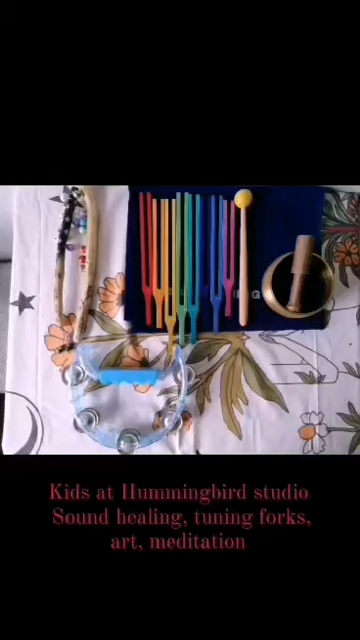 Kids at Hummingbird studio
Sound healing, tuning forks,
art, meditation